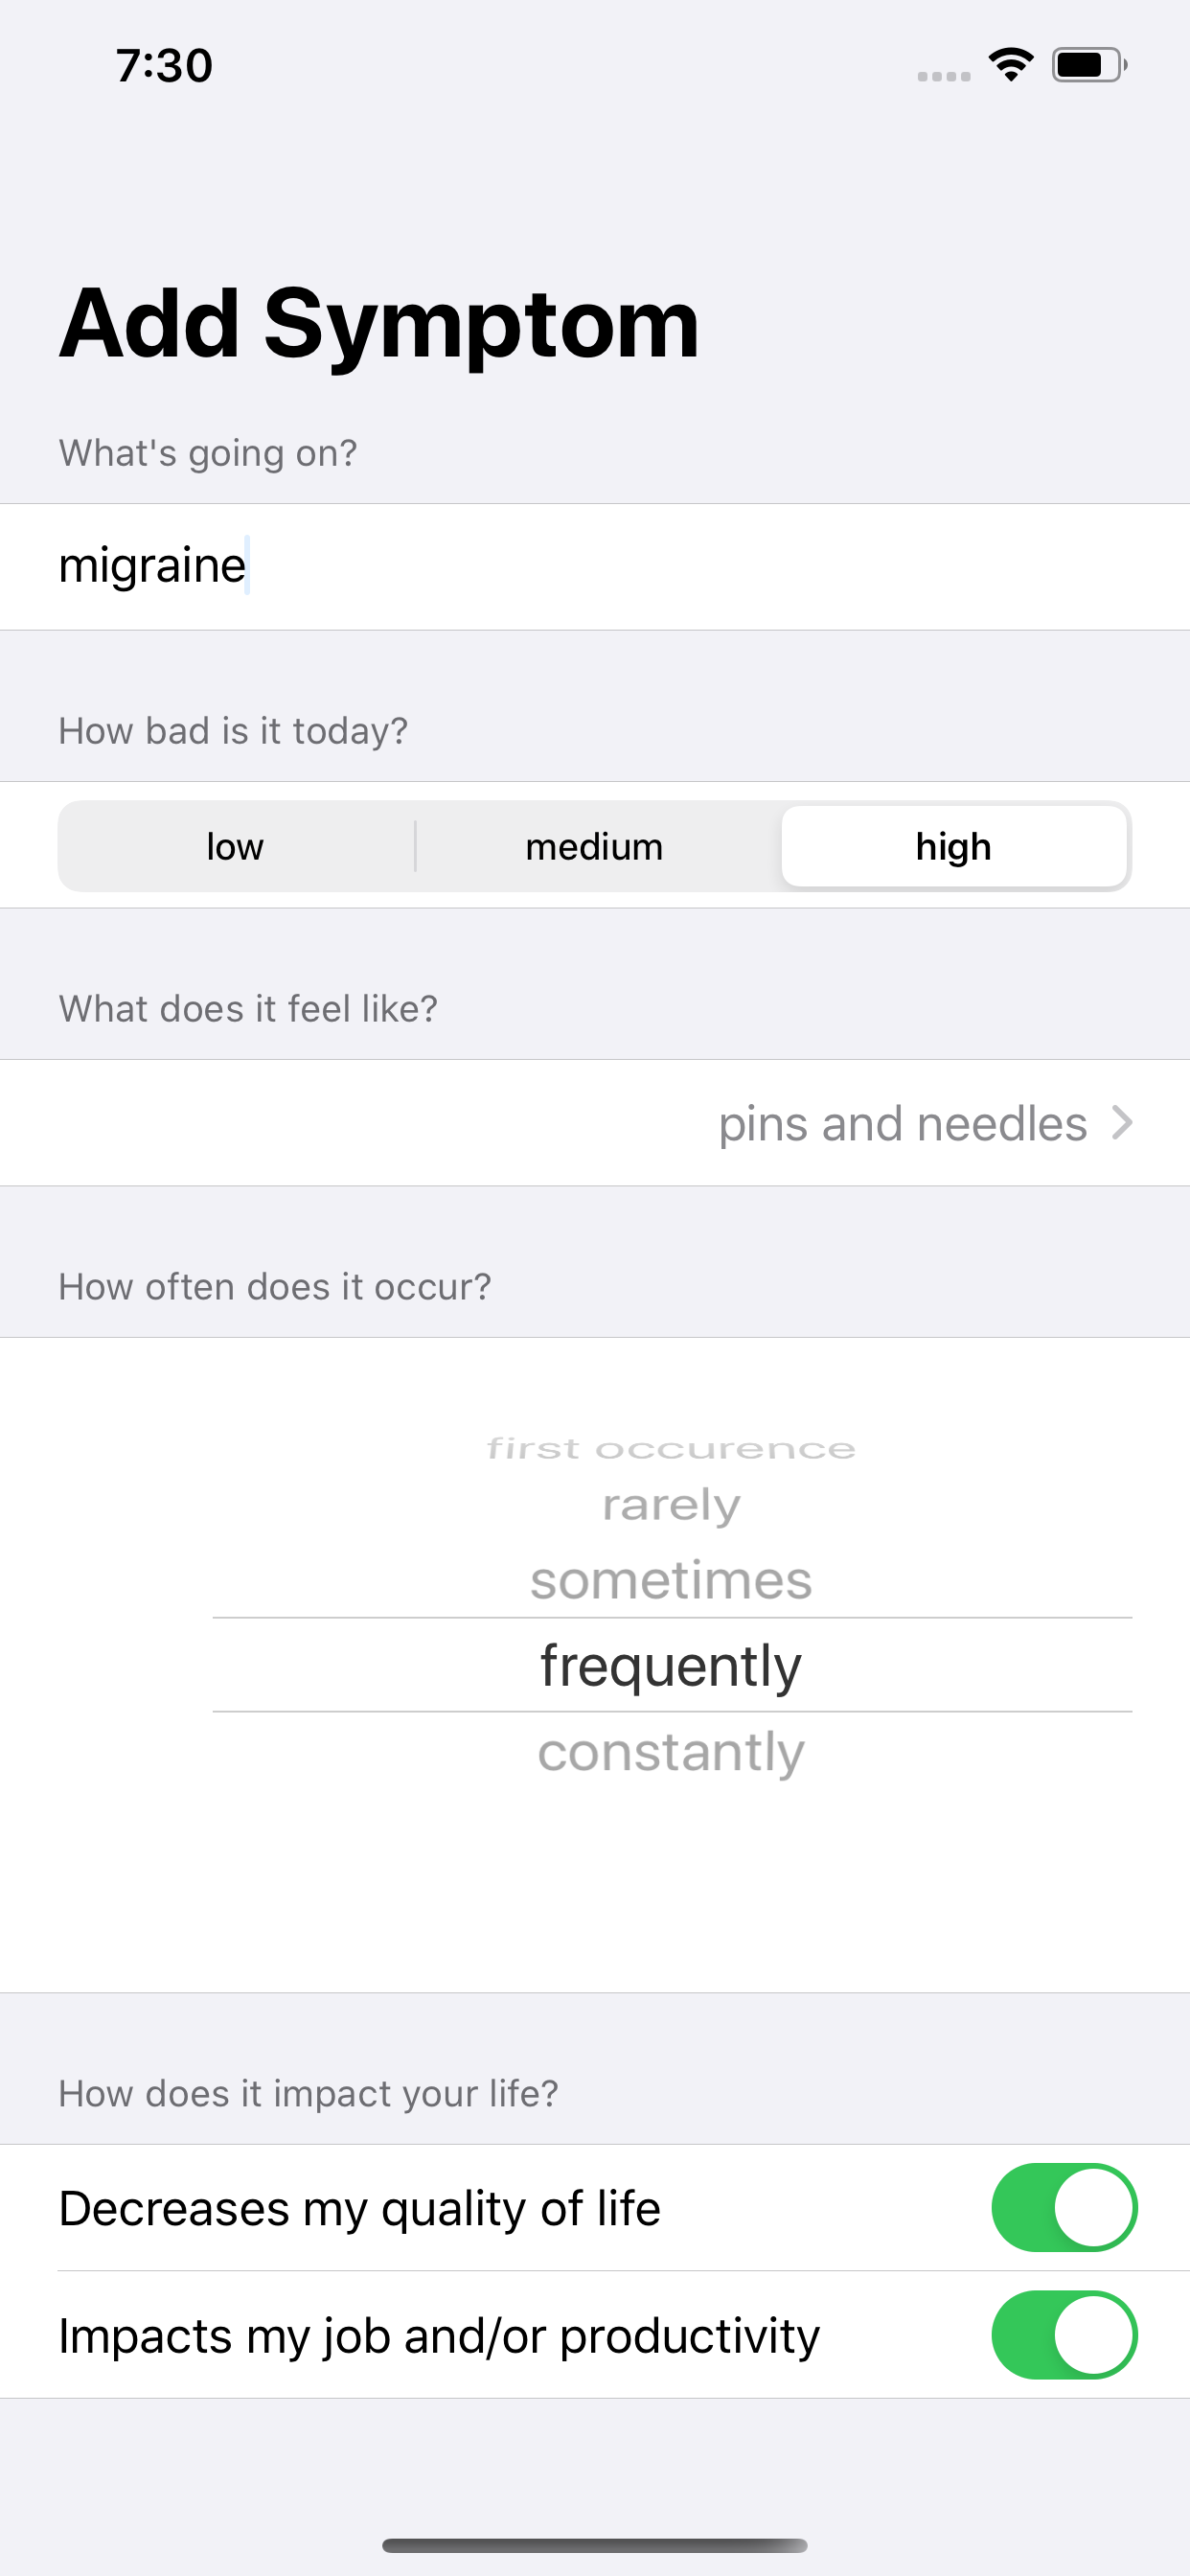 7:30
Add Symptom
What's going on?
migraine
How bad is it today?
low medium high
What does it feel like?
pins and needles
How often does it occur?
first occurence
rarely
sometimes
frequently
constantly
How does it impact your life?
Decreases my quality of life
Impacts my job and/or productivity